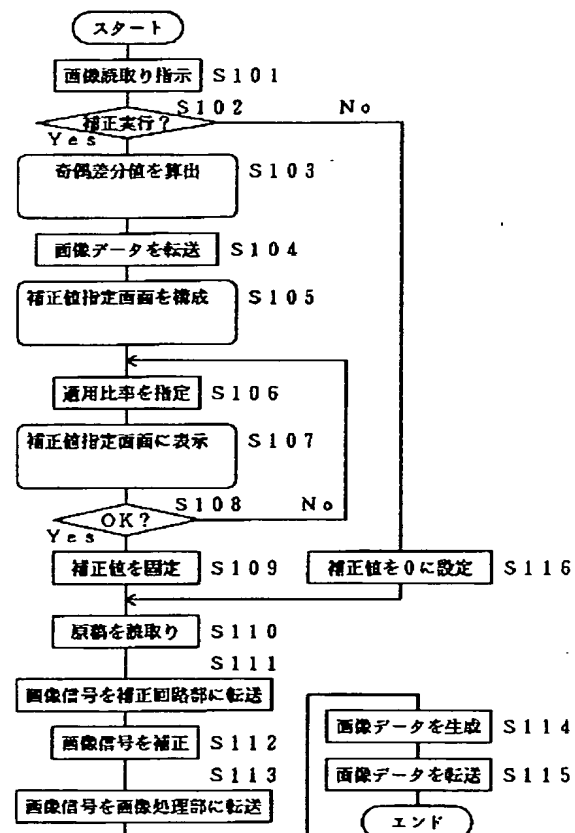 スタート
画像読取り指示 S101
S102 No
補正実行?
Yes
奇偶差分値を算出 S103
画像データを転送 S104
補正値指定画面を構成 S105
適用比率を指定 S106
補正値指定画面に表示 S107
S108 No
OK?
Yes
補正値を固定 S109
補正値を0に設定 S116
原稿を読取り S110
S111
画像信号を補正回路部に転送
画像信号を補正 S112
S113
画像信号を画像処理部に転送
画像データを生成 S114
画像データを転送 S115
エンド